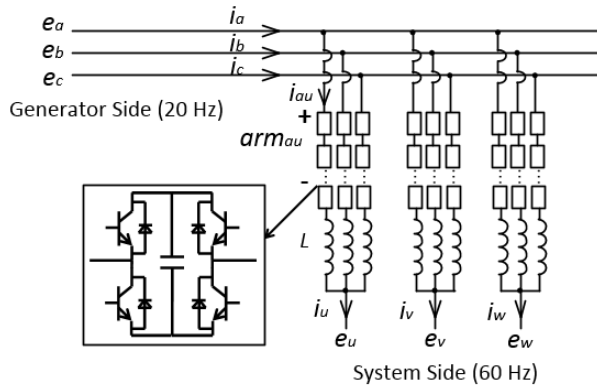 e_a i_a
e_b i_b
e_c i_c
Generator Side (20 Hz) i_au
+
arm_au
-
L
i_u i_v i_w
e_u e_v e_w
System Side (60 Hz)